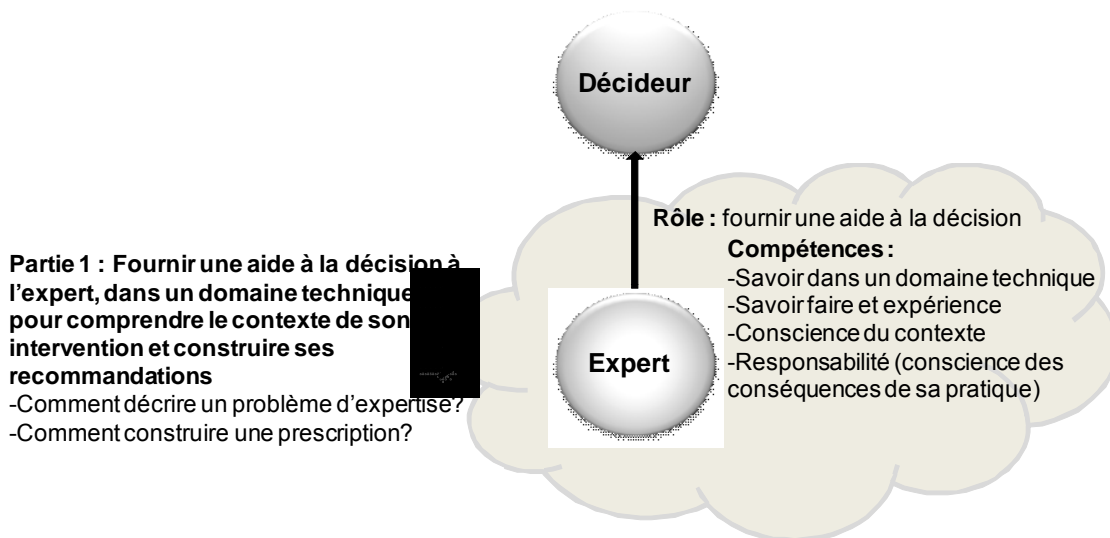 Décideur
Rôle : fournir une aide à la décision
Compétences :
-Savoir dans un domaine technique
-Savoir faire et expérience
-Conscience du contexte
-Responsabilité (conscience des
conséquences de sa pratique)
Expert
Partie 1 : Fournir une aide à la décision à
l'expert, dans un domaine technique
pour comprendre le contexte de son
intervention et construire ses
recommandations
-Comment décrire un problème d'expertise?
-Comment construire une prescription?